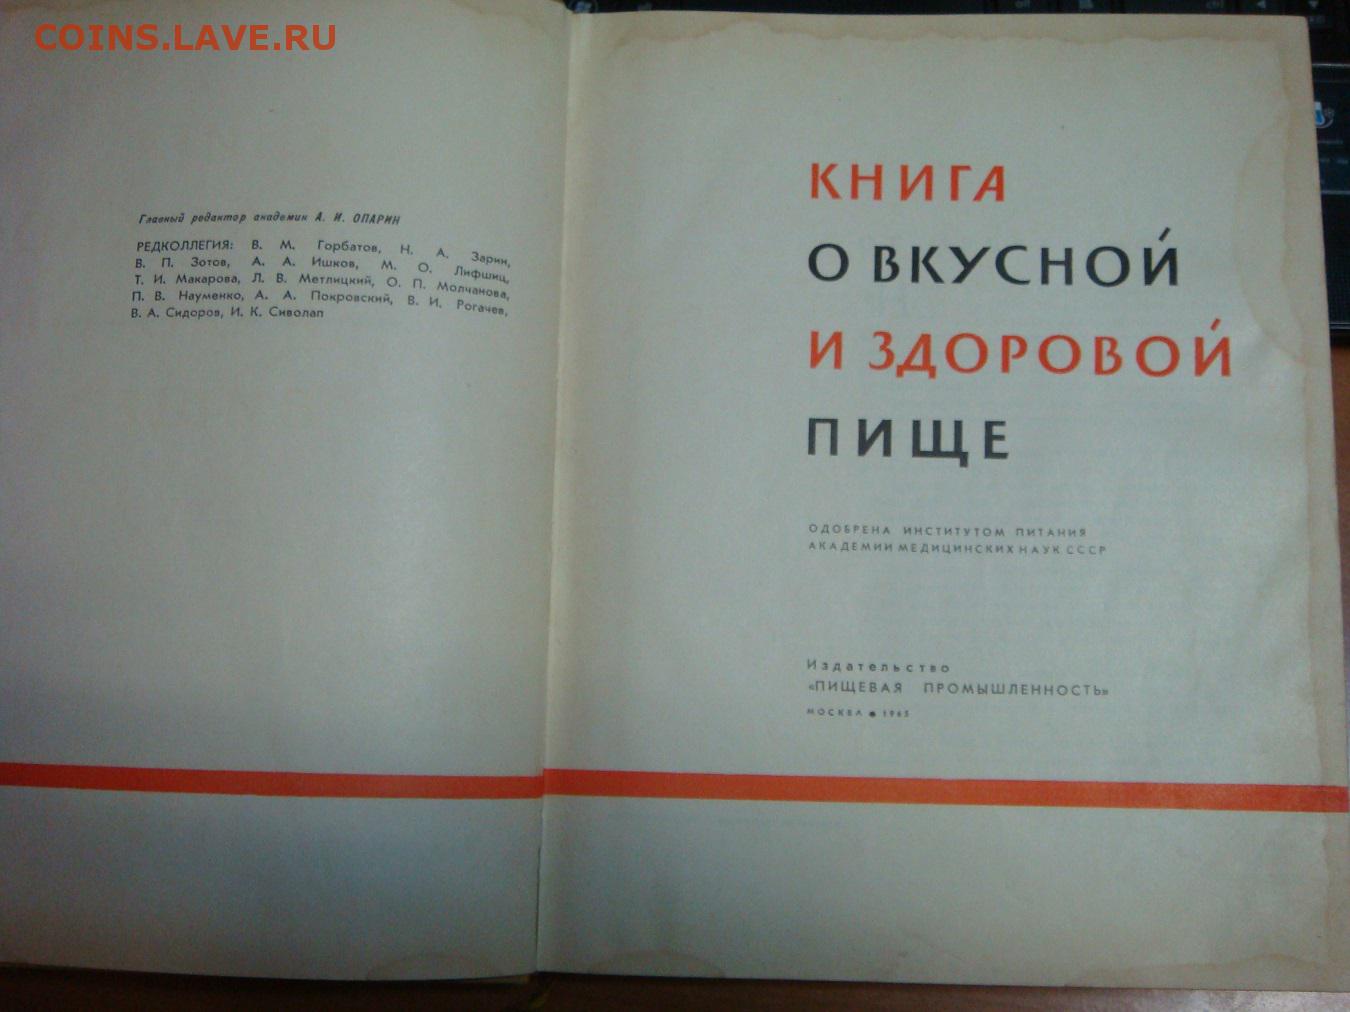 COINS.LAVE.RU
Главный редактор академик А. И. ОПАРИН
РЕДКОЛЛЕГИЯ: В. М. Горбатов, Н. А. Зарин,
В. П. Зотов, А. А. Ишков, М. О. Лифшиц,
Т. И. Макарова, Л. В. Метлицкий, О. П. Молчанова,
П. В. Науменко, А. А. Покровский, В. И. Рогачев,
В. А. Сидоров, И. К. Сиволап
КНИГА
О ВКУСНОЙ
И ЗДОРОВОЙ
ПИЩЕ
ОДОБРЕНА ИНСТИТУТОМ ПИТАНИЯ
АКАДЕМИИ МЕДИЦИНСКИХ НАУК СССР
Издательство
«ПИЩЕВАЯ ПРОМЫШЛЕННОСТЬ»
МОСКВА • 1965